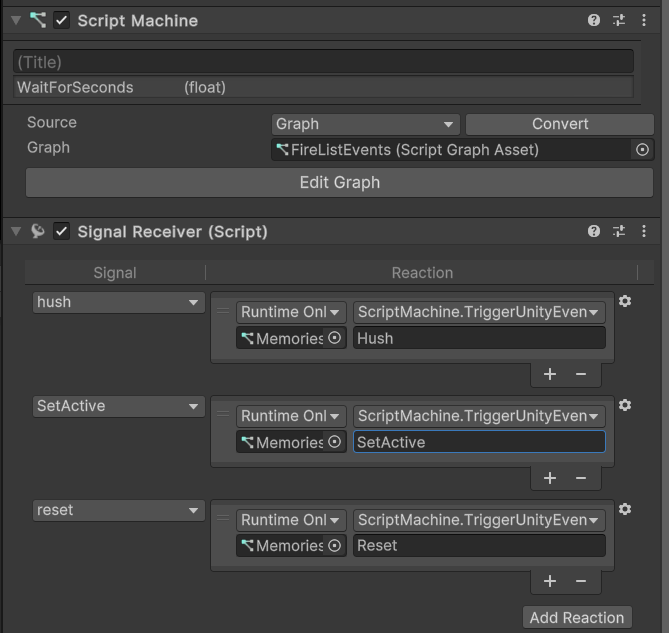 Script Machine
(Title)
WaitForSeconds (float)
Source Graph Convert
Graph FireListEvents (Script Graph Asset)
Edit Graph
Signal Receiver (Script)
Signal Reaction
hush Runtime Onl ScriptMachine.TriggerUnityEven
Memories Hush
SetActive Runtime Onl ScriptMachine.TriggerUnityEven
Memories SetActive
reset Runtime Onl ScriptMachine.TriggerUnityEven
Memories Reset
Add Reaction